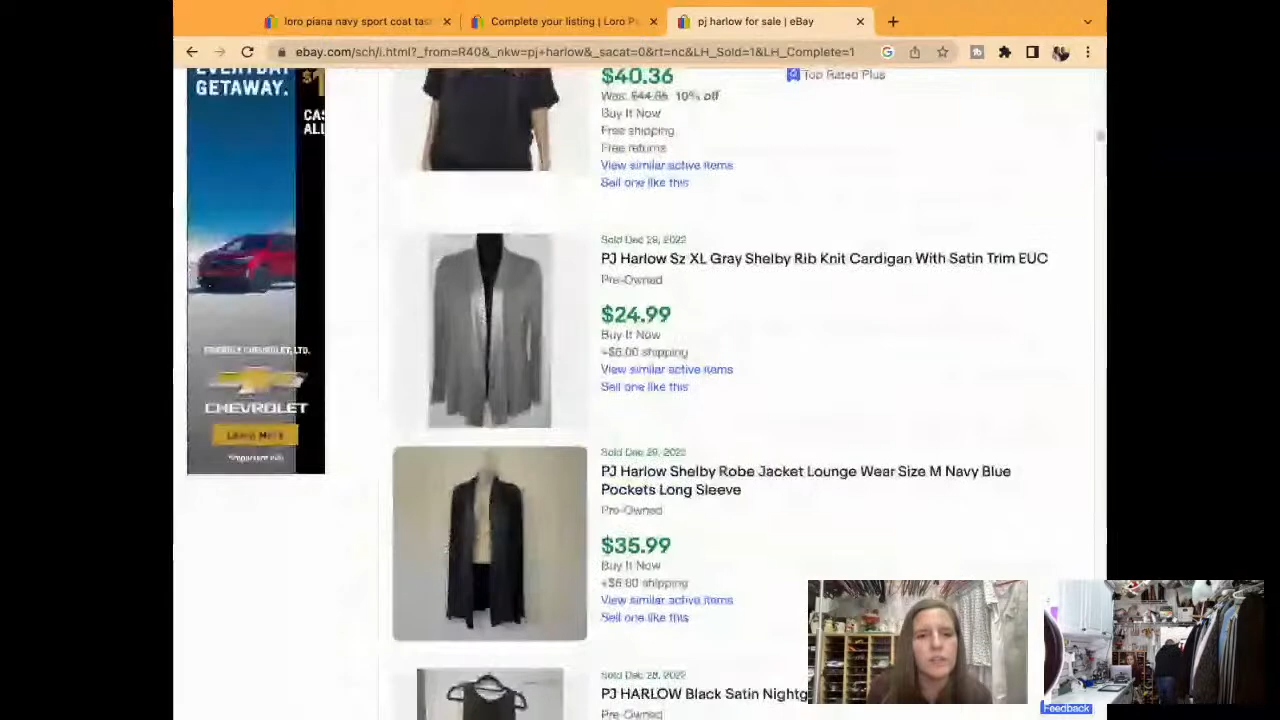 loro piana navy sport coat tas
Complete your listing | Loro P
pj harlow for sale | eBay
ebay.com/sch/i.html?_from=R40&_nkw=pj+harlow&_sacat=0&rt=nc&LH_Sold=1&LH_Complete=1
EVERYDAY
GETAWAY.
$1
CAS
ALL
FRIENDLY CHEVROLET, LTD.
CHEVROLET
Learn More
$40.36
Top Rated Plus
Was: $44.85 10% off
Buy It Now
Free shipping
Free returns
View similar active items
Sell one like this
Sold Dec 29, 2022
PJ Harlow Sz XL Gray Shelby Rib Knit Cardigan With Satin Trim EUC
Pre-Owned
$24.99
Buy It Now
+$6.00 shipping
View similar active items
Sell one like this
Sold Dec 29, 2022
PJ Harlow Shelby Robe Jacket Lounge Wear Size M Navy Blue
Pockets Long Sleeve
Pre-Owned
$35.99
Buy It Now
shipping
View similar active items
Sell one like this
Sold Dec 28, 2022
PJ HARLOW Black Satin Nightg
Pre-Owned
Feedback